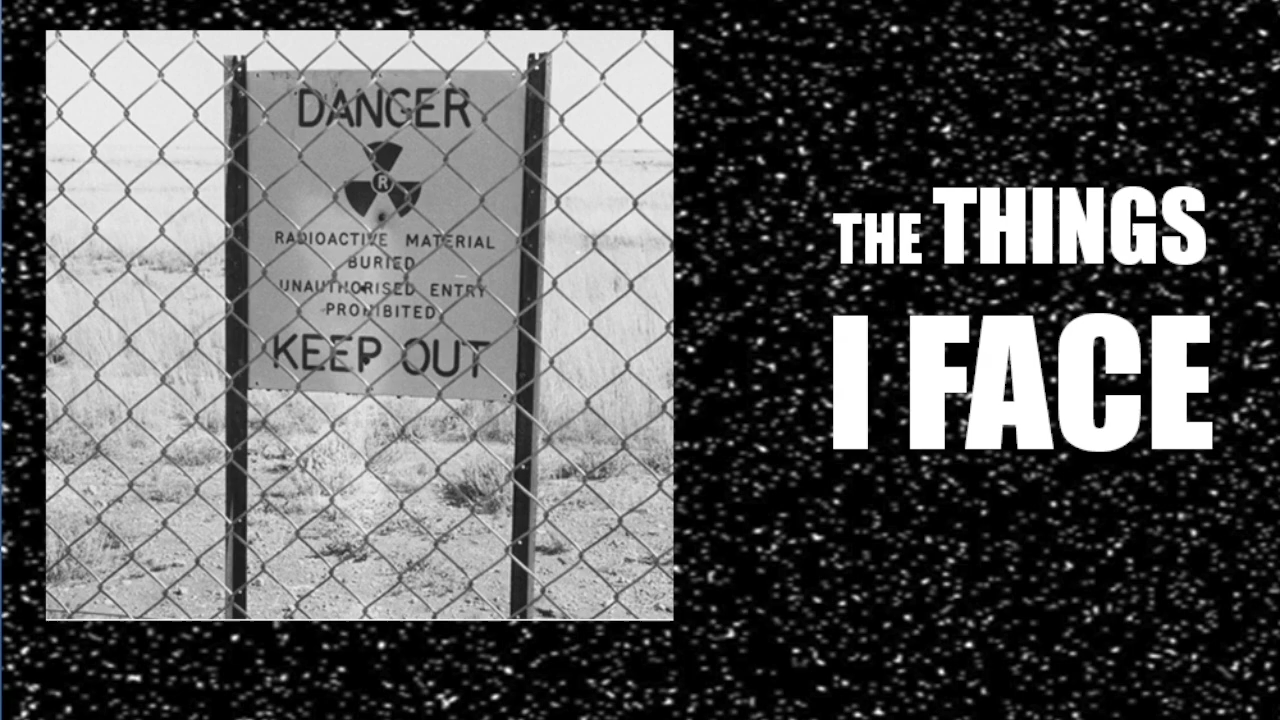 DANGER
R
RADIOACTIVE MATERIAL
BURIED
UNAUTHORISED ENTRY
PROHIBITED
KEEP OUT
THE THINGS
I FACE